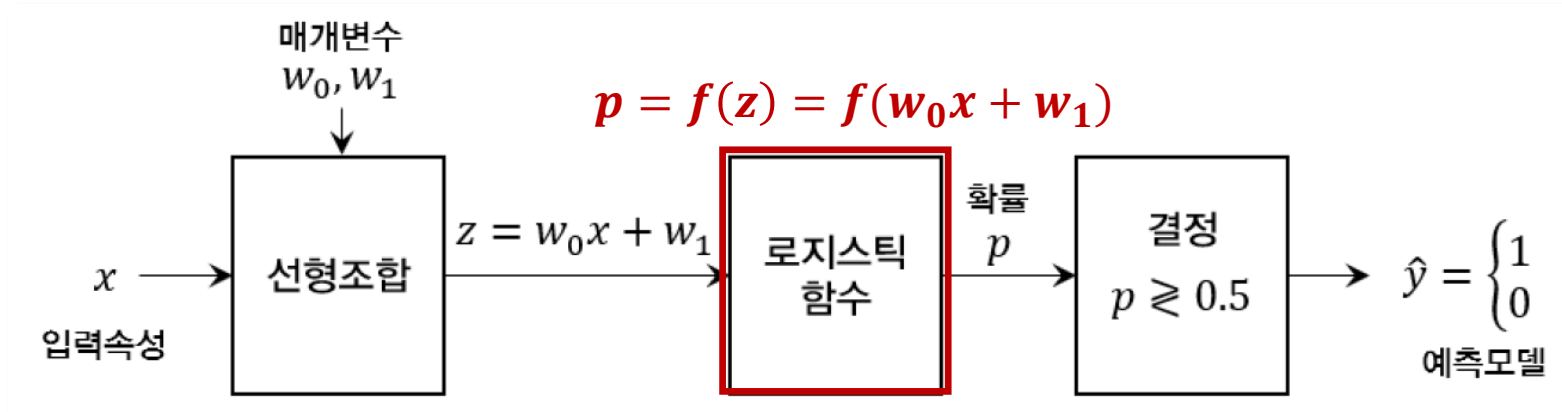 매개변수
w₀, w₁
p = f(z) = f(w₀x + w₁)
x
입력속성
선형조합
z = w₀x + w₁
로지스틱
함수
확률
p
결정
p ≷ 0.5
ŷ = {1
0
예측모델